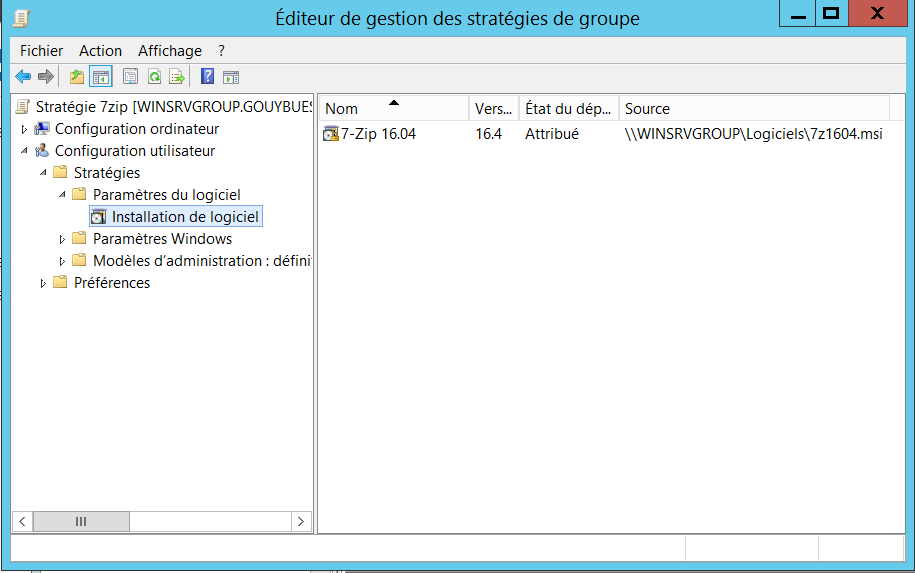 Éditeur de gestion des stratégies de groupe
Fichier Action Affichage ?
Stratégie 7zip [WINSRVGROUP.GOUYBUES
Configuration ordinateur
Configuration utilisateur
Stratégies
Paramètres du logiciel
Installation de logiciel
Paramètres Windows
Modèles d'administration : défini
Préférences
Nom Vers... État du dép... Source
7-Zip 16.04 16.4 Attribué \\WINSRVGROUP\Logiciels\7z1604.msi